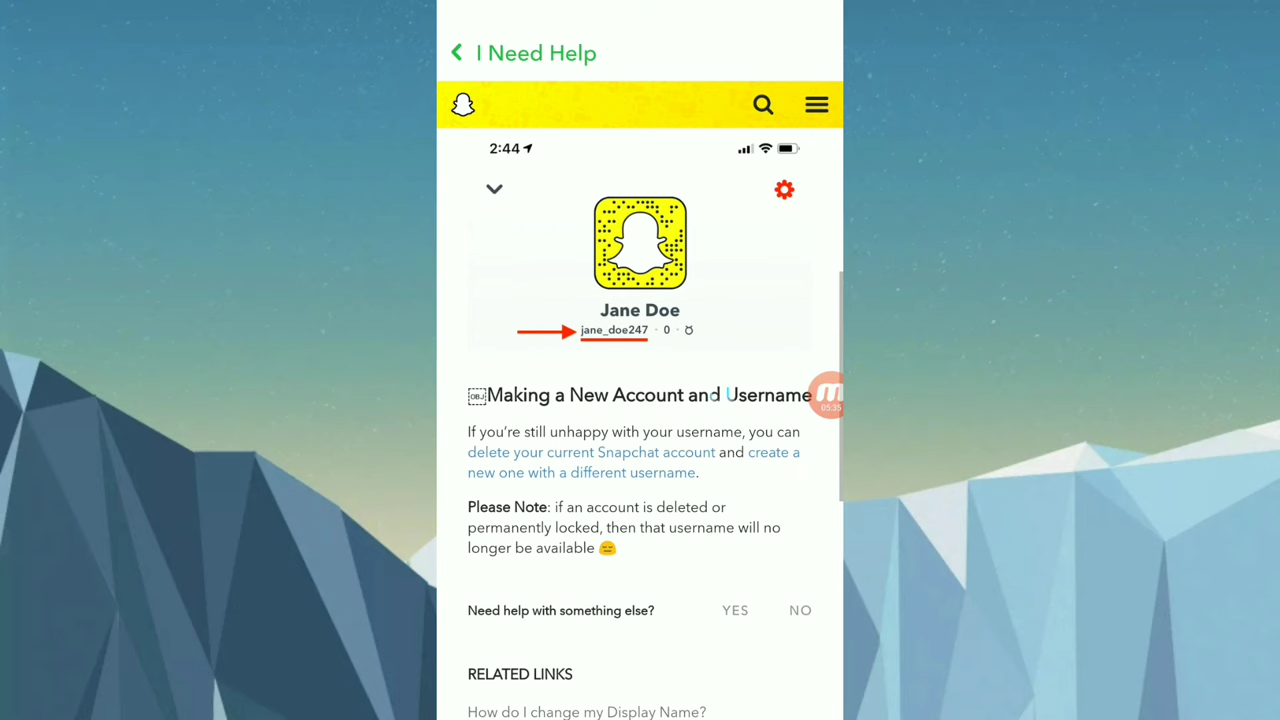 I Need Help
2:44
Jane Doe
jane_doe247 · 0 ·
OBJ Making a New Account and Username
05:35
If you're still unhappy with your username, you can
delete your current Snapchat account and create a
new one with a different username.
Please Note: if an account is deleted or
permanently locked, then that username will no
longer be available 😔
Need help with something else? YES NO
RELATED LINKS
How do I change my Display Name?